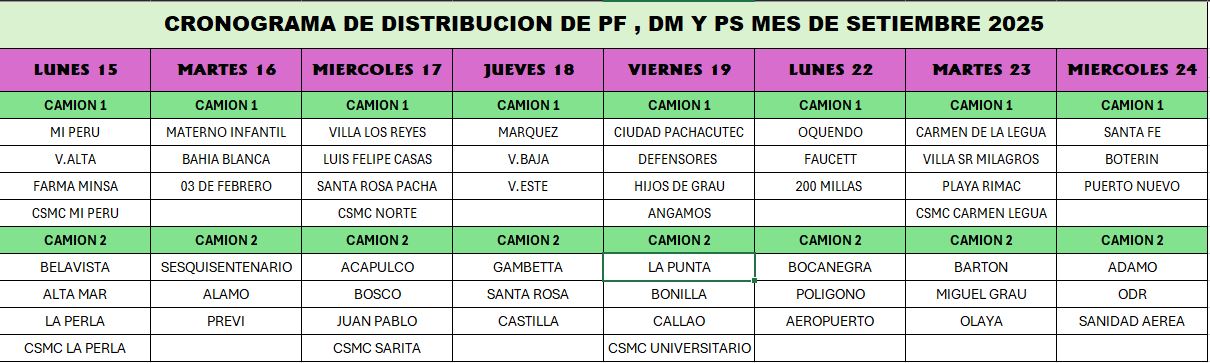 CRONOGRAMA DE DISTRIBUCION DE PF , DM Y PS MES DE SETIEMBRE 2025
LUNES 15 MARTES 16 MIERCOLES 17 JUEVES 18 VIERNES 19 LUNES 22 MARTES 23 MIERCOLES 24
CAMION 1 CAMION 1 CAMION 1 CAMION 1 CAMION 1 CAMION 1 CAMION 1 CAMION 1
MI PERU MATERNO INFANTIL VILLA LOS REYES MARQUEZ CIUDAD PACHACUTEC OQUENDO CARMEN DE LA LEGUA SANTA FE
V.ALTA BAHIA BLANCA LUIS FELIPE CASAS V.BAJA DEFENSORES FAUCETT VILLA SR MILAGROS BOTERIN
FARMA MINSA 03 DE FEBRERO SANTA ROSA PACHA V.ESTE HIJOS DE GRAU 200 MILLAS PLAYA RIMAC PUERTO NUEVO
CSMC MI PERU CSMC NORTE ANGAMOS CSMC CARMEN LEGUA
CAMION 2 CAMION 2 CAMION 2 CAMION 2 CAMION 2 CAMION 2 CAMION 2 CAMION 2
BELAVISTA SESQUISENTENARIO ACAPULCO GAMBETTA LA PUNTA BOCANEGRA BARTON ADAMO
ALTA MAR ALAMO BOSCO SANTA ROSA BONILLA POLIGONO MIGUEL GRAU ODR
LA PERLA PREVI JUAN PABLO CASTILLA CALLAO AEROPUERTO OLAYA SANIDAD AEREA
CSMC LA PERLA CSMC SARITA CSMC UNIVERSITARIO